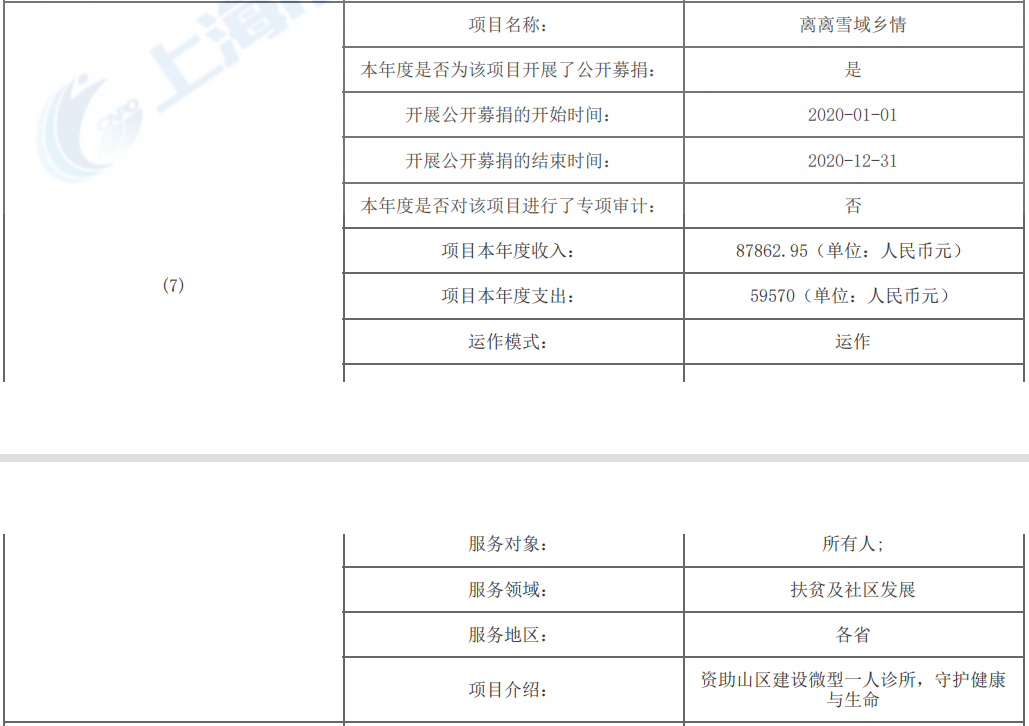 上海
项目名称： 离离雪域乡情
本年度是否为该项目开展了公开募捐： 是
开展公开募捐的开始时间： 2020-01-01
开展公开募捐的结束时间： 2020-12-31
本年度是否对该项目进行了专项审计： 否
(7)
项目本年度收入： 87862.95（单位：人民币元）
项目本年度支出： 59570（单位：人民币元）
运作模式： 运作
服务对象： 所有人;
服务领域： 扶贫及社区发展
服务地区： 各省
项目介绍： 资助山区建设微型一人诊所，守护健康
与生命